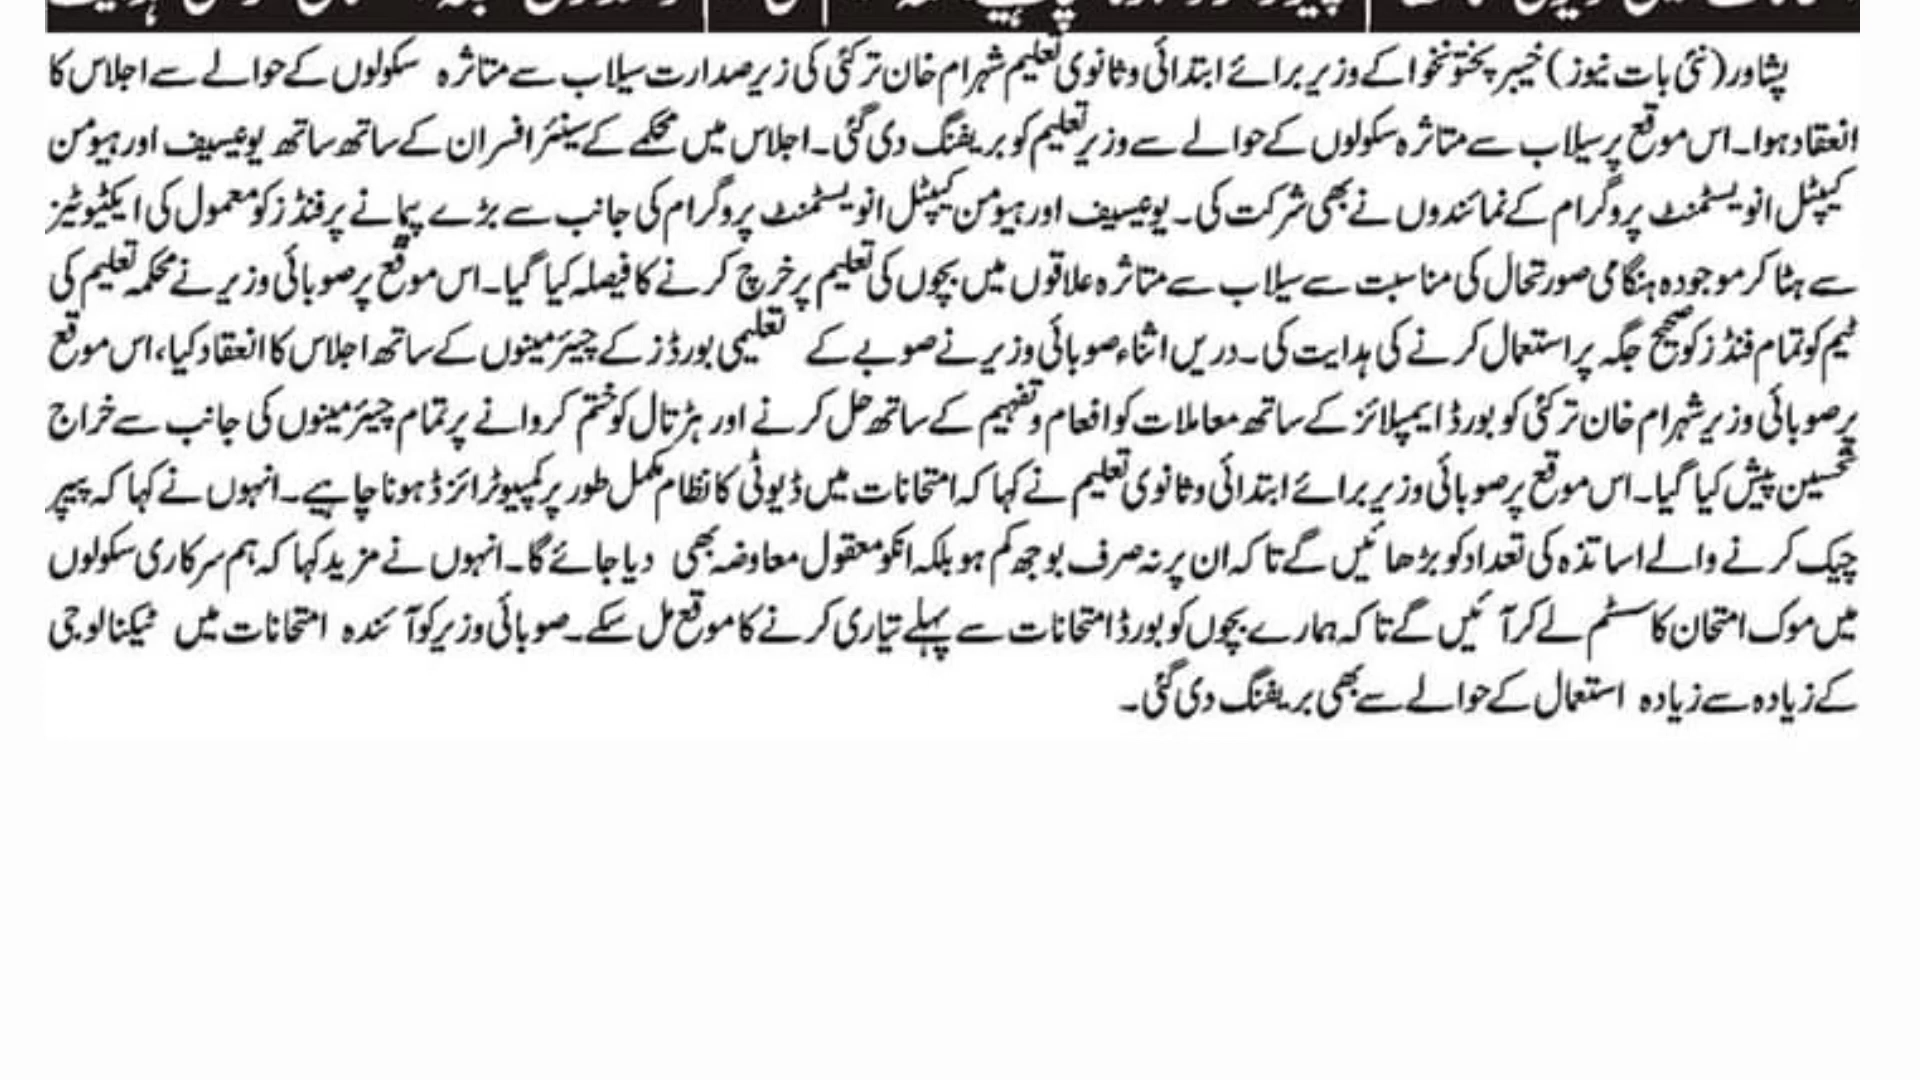 پشاور(نئی بات نیوز) خیبر پختونخوا کے وزیر برائے ابتدائی و ثانوی تعلیم شہرام خان ترکئی کی زیر صدارت سیلاب سے متاثرہ سکولوں کے حوالے سے اجلاس کا
انعقاد ہوا۔ اس موقع پر سیلاب سے متاثرہ سکولوں کے حوالے سے وزیر تعلیم کو بریفنگ دی گئی۔ اجلاس میں محکمے کے سینئر افسران کے ساتھ ساتھ یونیسیف اور ہیومن
کیپٹل انویسٹمنٹ پروگرام کے نمائندوں نے بھی شرکت کی۔ یونیسیف اور ہیومن کیپٹل انویسٹمنٹ پروگرام کی جانب سے بڑے پیمانے پر فنڈز کو معمول کی ایکٹیوٹیز
سے ہٹا کر موجودہ ہنگامی صورتحال کی مناسبت سے سیلاب سے متاثرہ علاقوں میں بچوں کی تعلیم پر خرچ کرنے کا فیصلہ کیا گیا۔ اس موقع پر صوبائی وزیر نے محکمہ تعلیم کی
ٹیم کو تمام فنڈز کو صحیح جگہ پر استعمال کرنے کی ہدایت کی۔ دریں اثناء صوبائی وزیر نے صوبے کے تعلیمی بورڈز کے چیئرمینوں کے ساتھ اجلاس کا انعقاد کیا، اس موقع
پر صوبائی وزیر شہرام خان ترکئی کو بورڈ ایمپلائز کے ساتھ معاملات کو افعام و تفہیم کے ساتھ حل کرنے اور ہڑتال کو ختم کروانے پر تمام چیئرمینوں کی جانب سے خراج
تحسین پیش کیا گیا۔ اس موقع پر صوبائی وزیر برائے ابتدائی و ثانوی تعلیم نے کہا کہ امتحانات میں ڈیوٹی کا نظام مکمل طور پر کمپیوٹرائزڈ ہونا چاہیے۔ انہوں نے کہا کہ پیپر
چیک کرنے والے اساتذہ کی تعداد کو بڑھائیں گے تاکہ ان پر نہ صرف بوجھ کم ہو بلکہ انکو معقول معاوضہ بھی دیا جائے گا۔ انہوں نے مزید کہا کہ ہم سرکاری سکولوں
میں موک امتحان کا سسٹم لے کر آئیں گے تاکہ ہمارے بچوں کو بورڈ امتحانات سے پہلے تیاری کرنے کا موقع مل سکے۔ صوبائی وزیر کو آئندہ امتحانات میں ٹیکنالوجی
کے زیادہ سے زیادہ استعمال کے حوالے سے بھی بریفنگ دی گئی۔